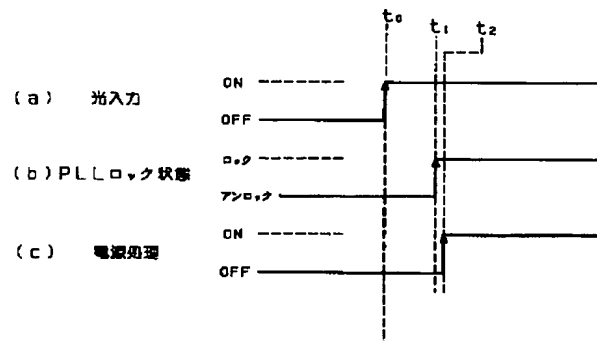 t₀ t₁ t₂
ON
(a) 光入力
OFF
ロック
(b) PLLロック状態
アンロック
ON
(c) 電源処理
OFF